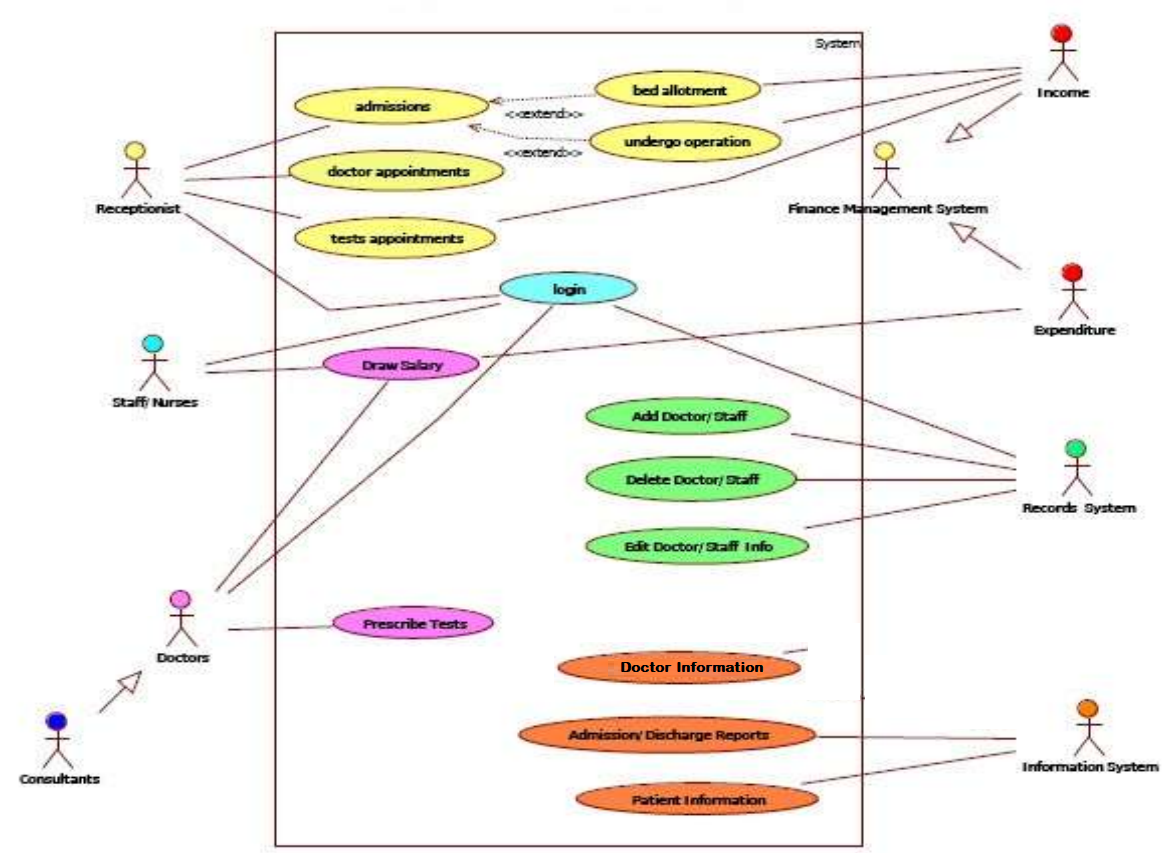 System
Income
bed allotment
admissions
<<extend>>
undergo operation
<<extend>>
doctor appointments
Receptionist
Finance Management System
tests appointments
login
Expenditure
Draw Salary
Staff/Nurses
Add Doctor/Staff
Delete Doctor/Staff
Records System
Edit Doctor/Staff Info
Prescribe Tests
Doctors
Doctor Information
Admission/Discharge Reports
Information System
Consultants
Patient Information